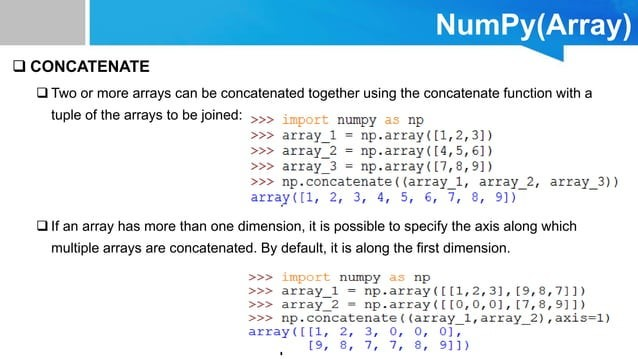 NumPy(Array)
CONCATENATE
Two or more arrays can be concatenated together using the concatenate function with a
tuple of the arrays to be joined:
>>> import numpy as np
>>> array_1 = np.array([1,2,3])
>>> array_2 = np.array([4,5,6])
>>> array_3 = np.array([7,8,9])
>>> np.concatenate((array_1, array_2, array_3))
array([1, 2, 3, 4, 5, 6, 7, 8, 9])
If an array has more than one dimension, it is possible to specify the axis along which
multiple arrays are concatenated. By default, it is along the first dimension.
>>> import numpy as np
>>> array_1 = np.array([[1,2,3],[9,8,7]])
>>> array_2 = np.array([[0,0,0],[7,8,9]])
>>> np.concatenate((array_1,array_2),axis=1)
array([[1, 2, 3, 0, 0, 0],
[9, 8, 7, 7, 8, 9]])